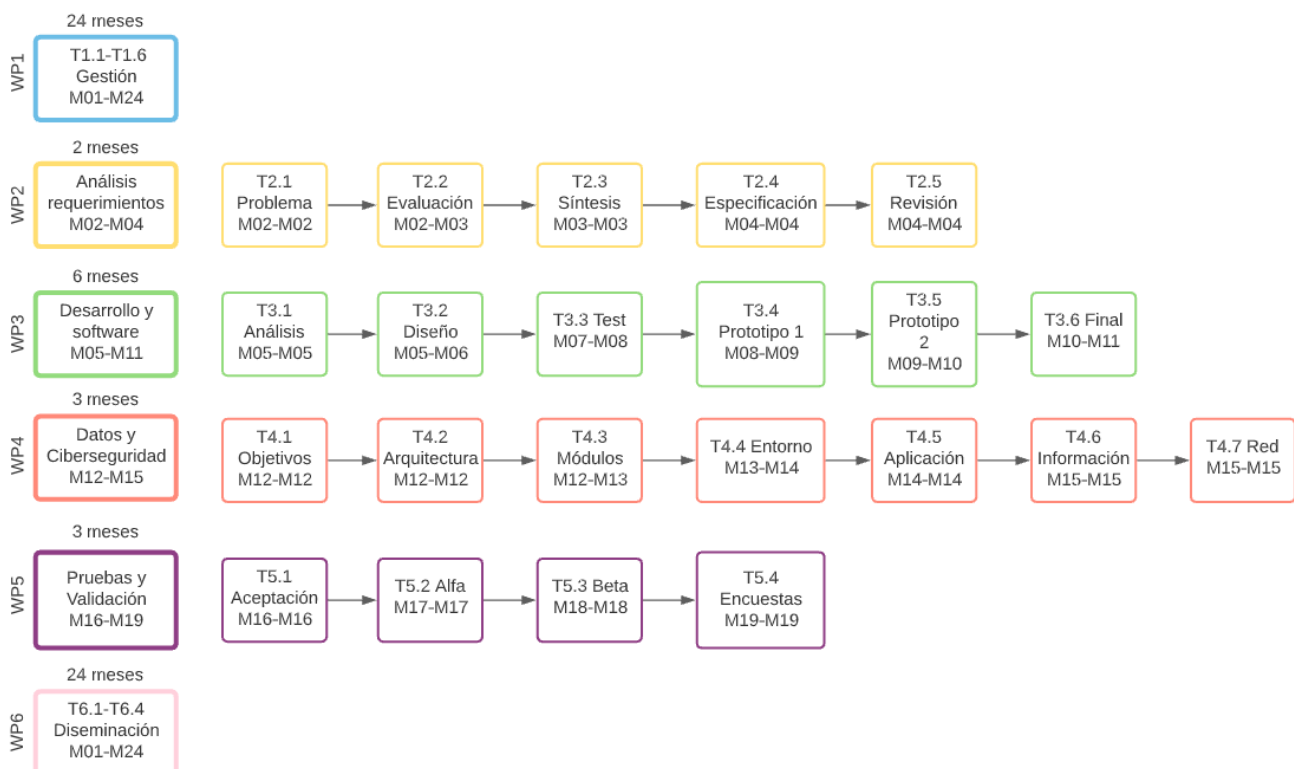 24 meses
WP1
T1.1-T1.6
Gestión
M01-M24
2 meses
WP2
Análisis
requerimientos
M02-M04
T2.1
Problema
M02-M02
T2.2
Evaluación
M02-M03
T2.3
Síntesis
M03-M03
T2.4
Especificación
M04-M04
T2.5
Revisión
M04-M04
6 meses
WP3
Desarrollo y
software
M05-M11
T3.1
Análisis
M05-M05
T3.2
Diseño
M05-M06
T3.3 Test
M07-M08
T3.4
Prototipo 1
M08-M09
T3.5
Prototipo
2
M09-M10
T3.6 Final
M10-M11
3 meses
WP4
Datos y
Ciberseguridad
M12-M15
T4.1
Objetivos
M12-M12
T4.2
Arquitectura
M12-M12
T4.3
Módulos
M12-M13
T4.4 Entorno
M13-M14
T4.5
Aplicación
M14-M14
T4.6
Información
M15-M15
T4.7 Red
M15-M15
3 meses
WP5
Pruebas y
Validación
M16-M19
T5.1
Aceptación
M16-M16
T5.2 Alfa
M17-M17
T5.3 Beta
M18-M18
T5.4
Encuestas
M19-M19
24 meses
WP6
T6.1-T6.4
Diseminación
M01-M24